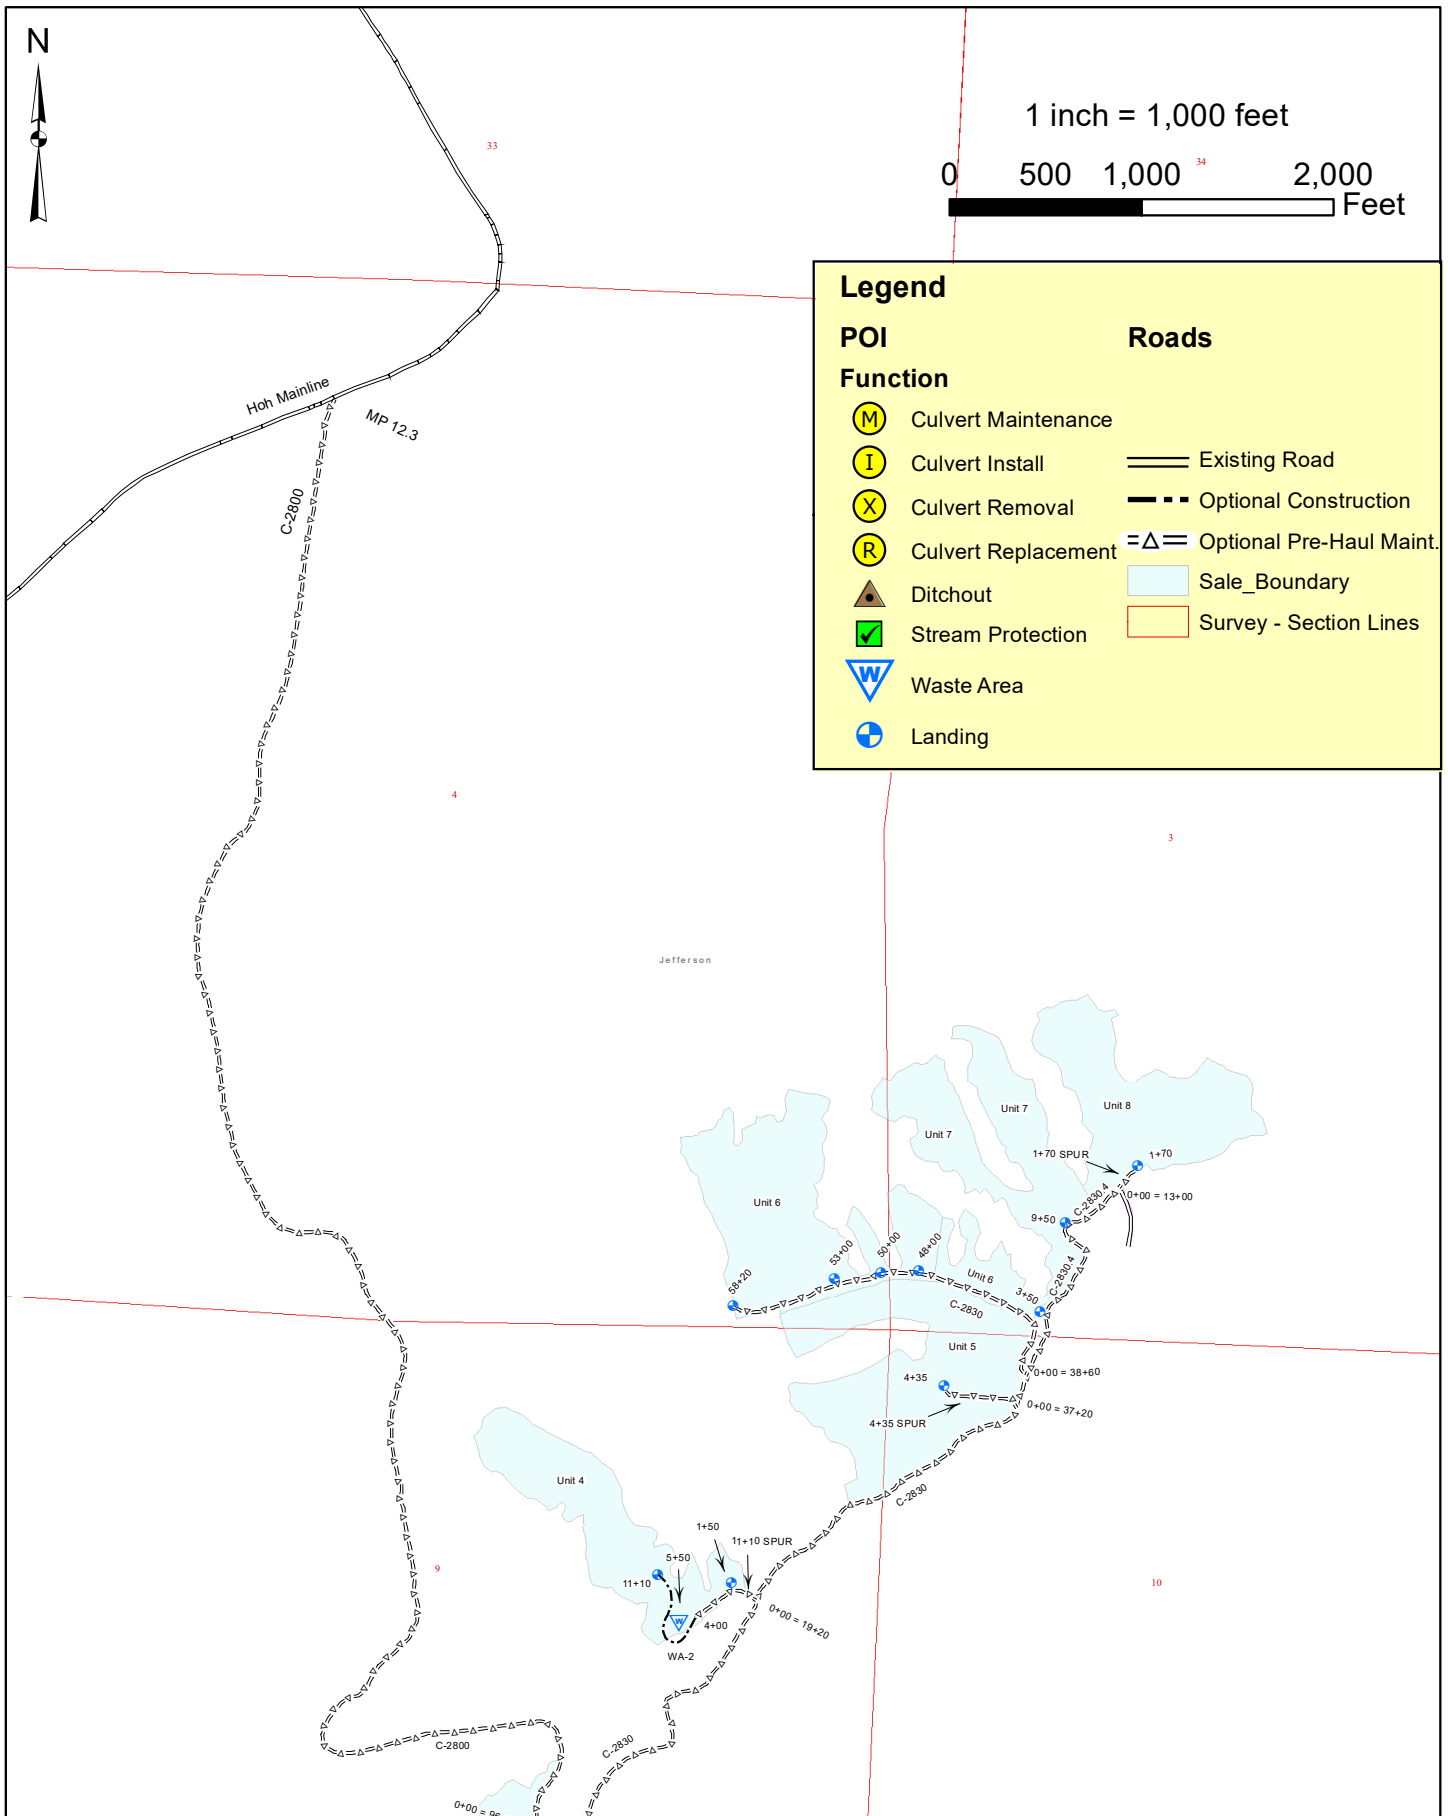 N
33
1 inch = 1,000 feet
34
0 500 1,000 2,000
Feet
Legend
POI
Roads
Function
M Culvert Maintenance
I Culvert Install
X Culvert Removal
R Culvert Replacement
Ditchout
Stream Protection
W Waste Area
Landing
Existing Road
Optional Construction
Optional Pre-Haul Maint.
Sale_Boundary
Survey - Section Lines
Hoh Mainline
MP 12.3
C-2800
4
3
Jefferson
Unit 7
Unit 8
Unit 7
1+70 SPUR
1+70
Unit 6
C-2830.4
0+00 = 13+00
9+50
53+00
50+00
48+00
58+20
Unit 6
C-2830.4
3+50
C-2830
Unit 5
4+35
0+00 = 38+60
0+00 = 37+20
4+35 SPUR
Unit 4
C-2830
1+50
11+10 SPUR
5+50
9
11+10
10
W
4+00
0+00 = 19+20
WA-2
C-2800
C-2830